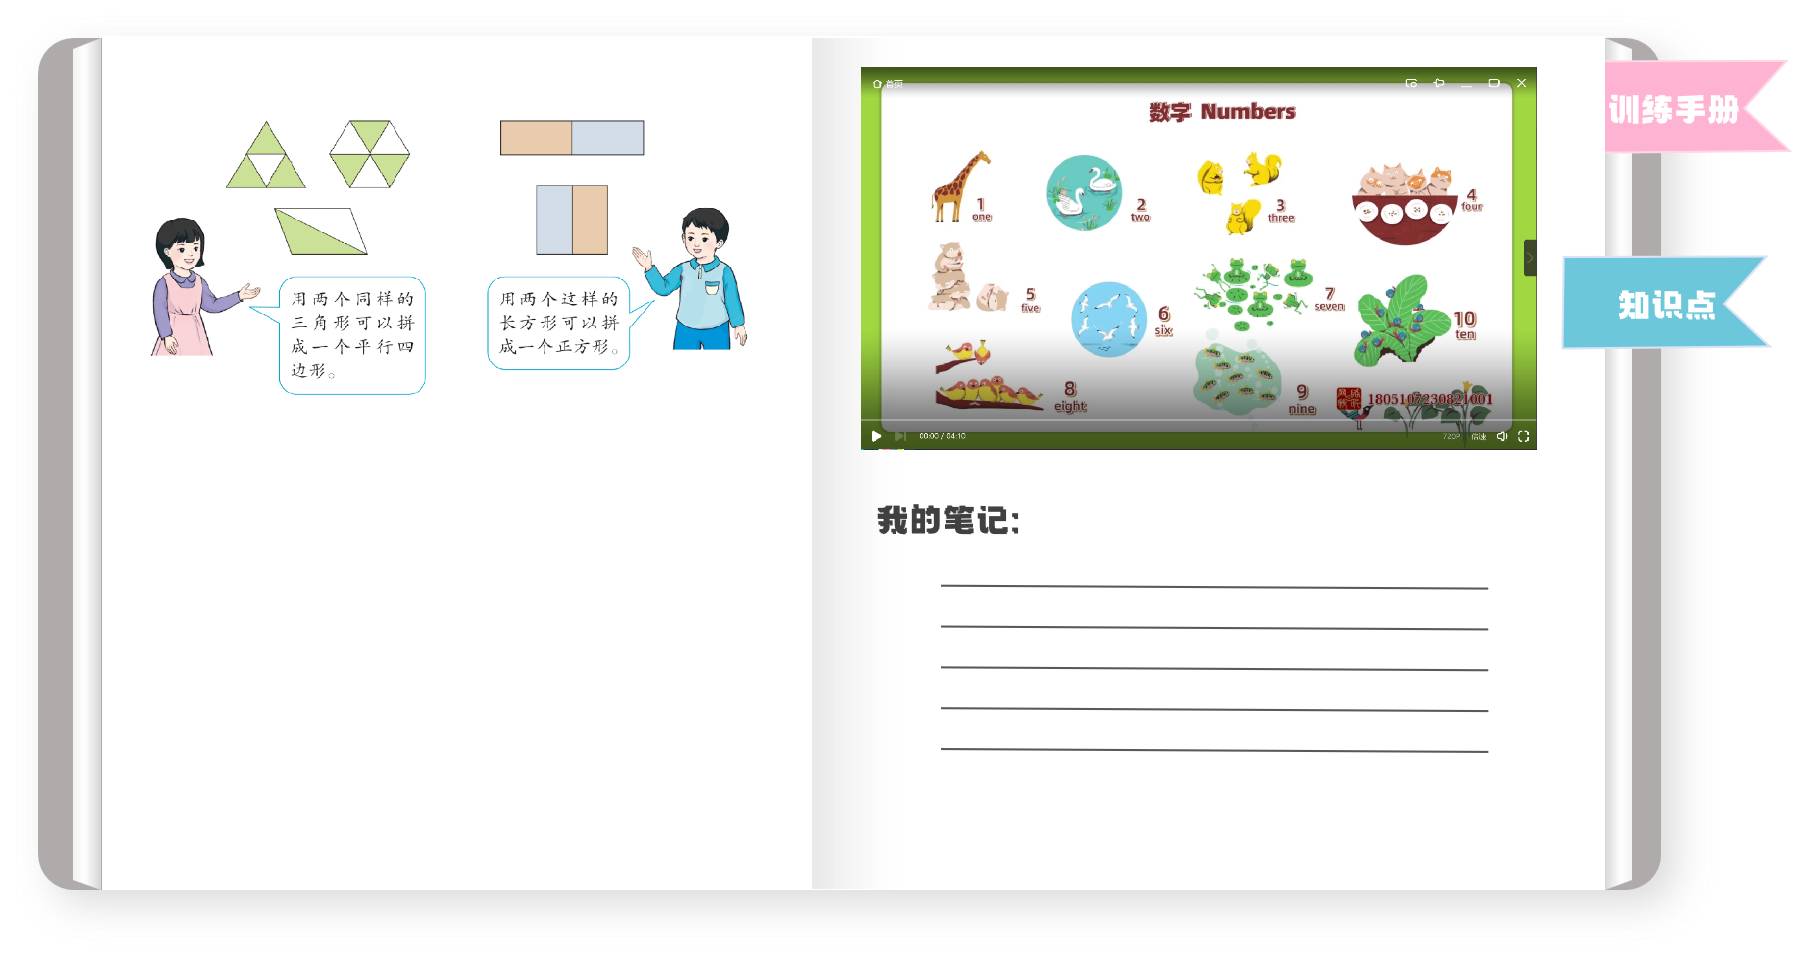 用两个同样的
三角形可以拼
成一个平行四
边形。
用两个这样的
长方形可以拼
成一个正方形。
首页
数字 Numbers
1
one
2
two
3
three
4
four
5
five
6
six
7
seven
10
ten
8
eight
9
nine
1805107230821001
00:00 / 04:10
720P
倍速
我的笔记:
训练手册
知识点